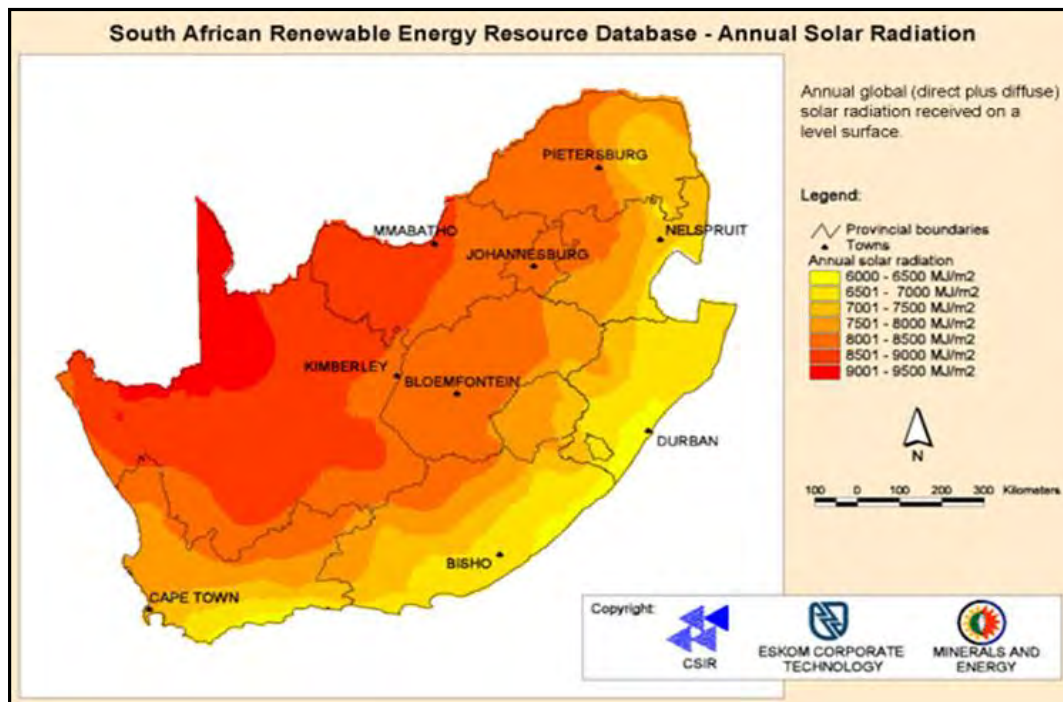 South African Renewable Energy Resource Database - Annual Solar Radiation
Annual global (direct plus diffuse)
solar radiation received on a
level surface.
Legend:
Provincial boundaries
Towns
Annual solar radiation
6000 - 6500 MJ/m2
6501 - 7000 MJ/m2
7001 - 7500 MJ/m2
7501 - 8000 MJ/m2
8001 - 8500 MJ/m2
8501 - 9000 MJ/m2
9001 - 9500 MJ/m2
N
100 0 100 200 300 Kilometers
PIETERSBURG
MMABATHO
NELSPRUIT
JOHANNESBURG
KIMBERLEY
BLOEMFONTEIN
DURBAN
BISHO
CAPE TOWN
Copyright:
CSIR
ESKOM CORPORATE
TECHNOLOGY
MINERALS AND
ENERGY